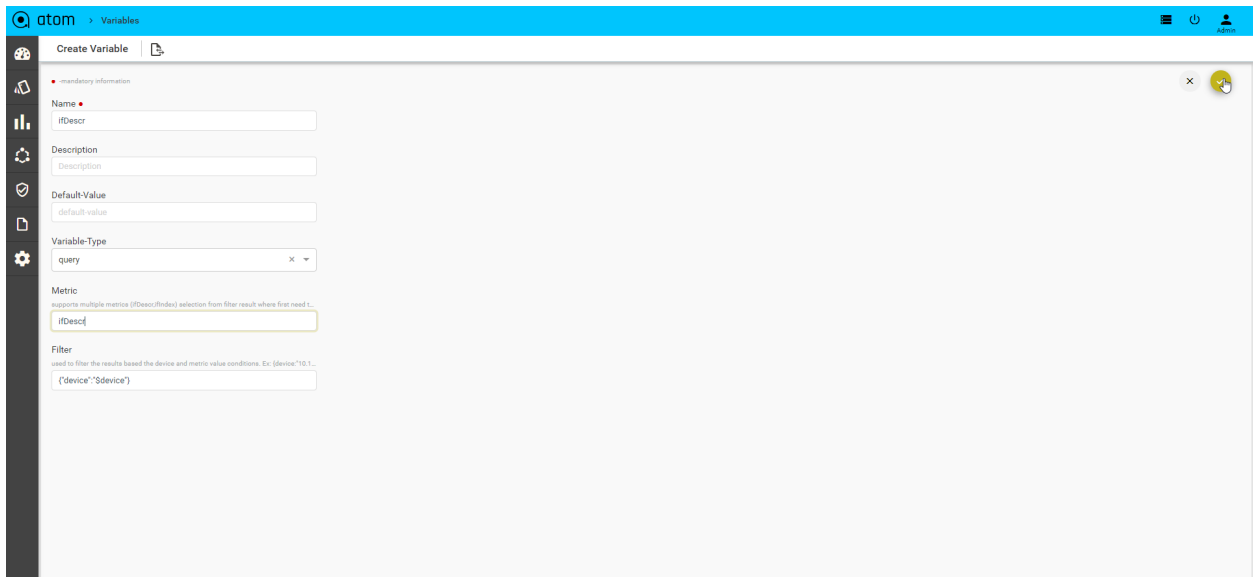 atom > Variables
Admin
Create Variable
-mandatory information
Name
ifDescr
Description
Description
Default-Value
default-value
Variable-Type
query
Metric
supports multiple metrics (ifDescr,ifIndex) selection from filter result where first need t...
ifDescr
Filter
used to filter the results based the device and metric value conditions. Ex: {device:"10.1...
{"device":"$device"}